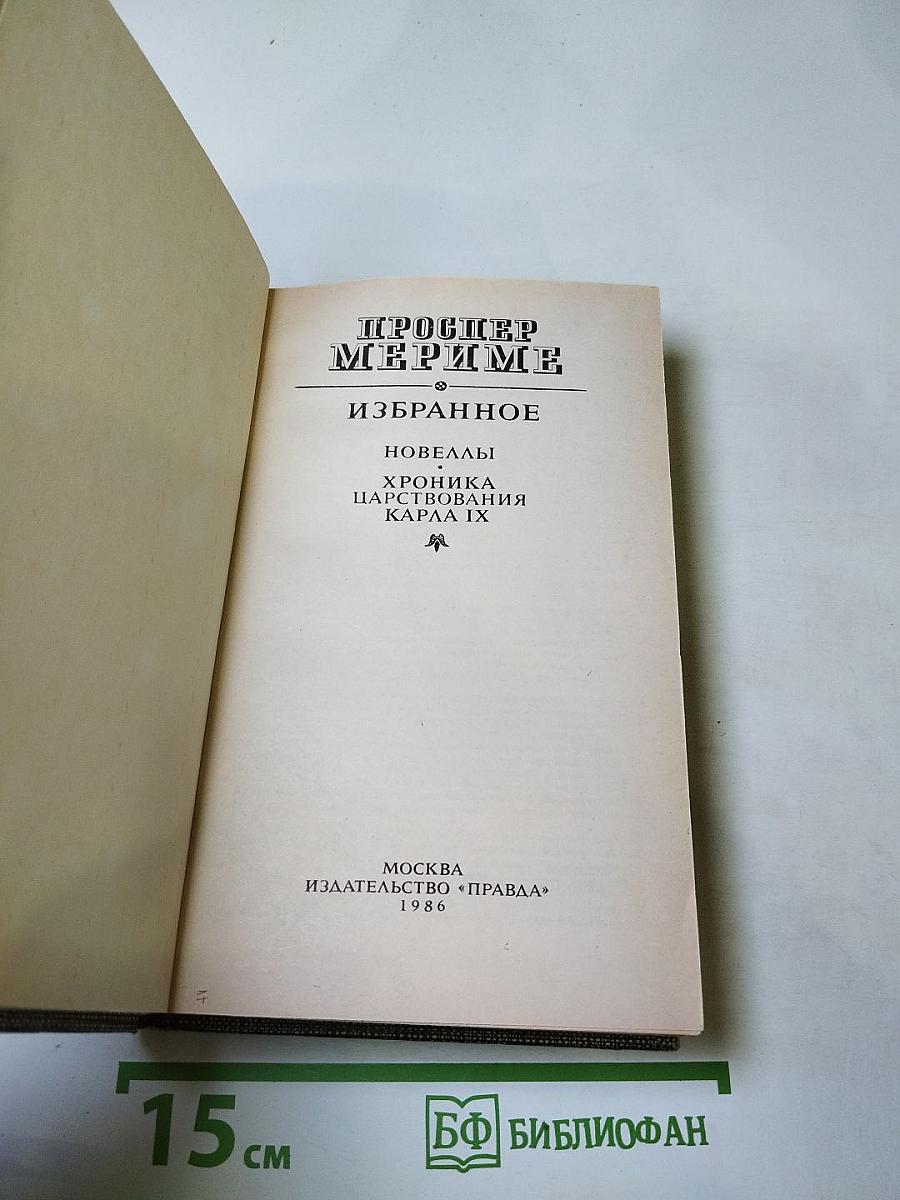 ПРОСПЕР
МЕРИМЕ
ИЗБРАННОЕ
НОВЕЛЛЫ
ХРОНИКА
ЦАРСТВОВАНИЯ
КАРЛА IX
МОСКВА
ИЗДАТЕЛЬСТВО «ПРАВДА»
1986
15 см
БФ БИБЛИОФАН